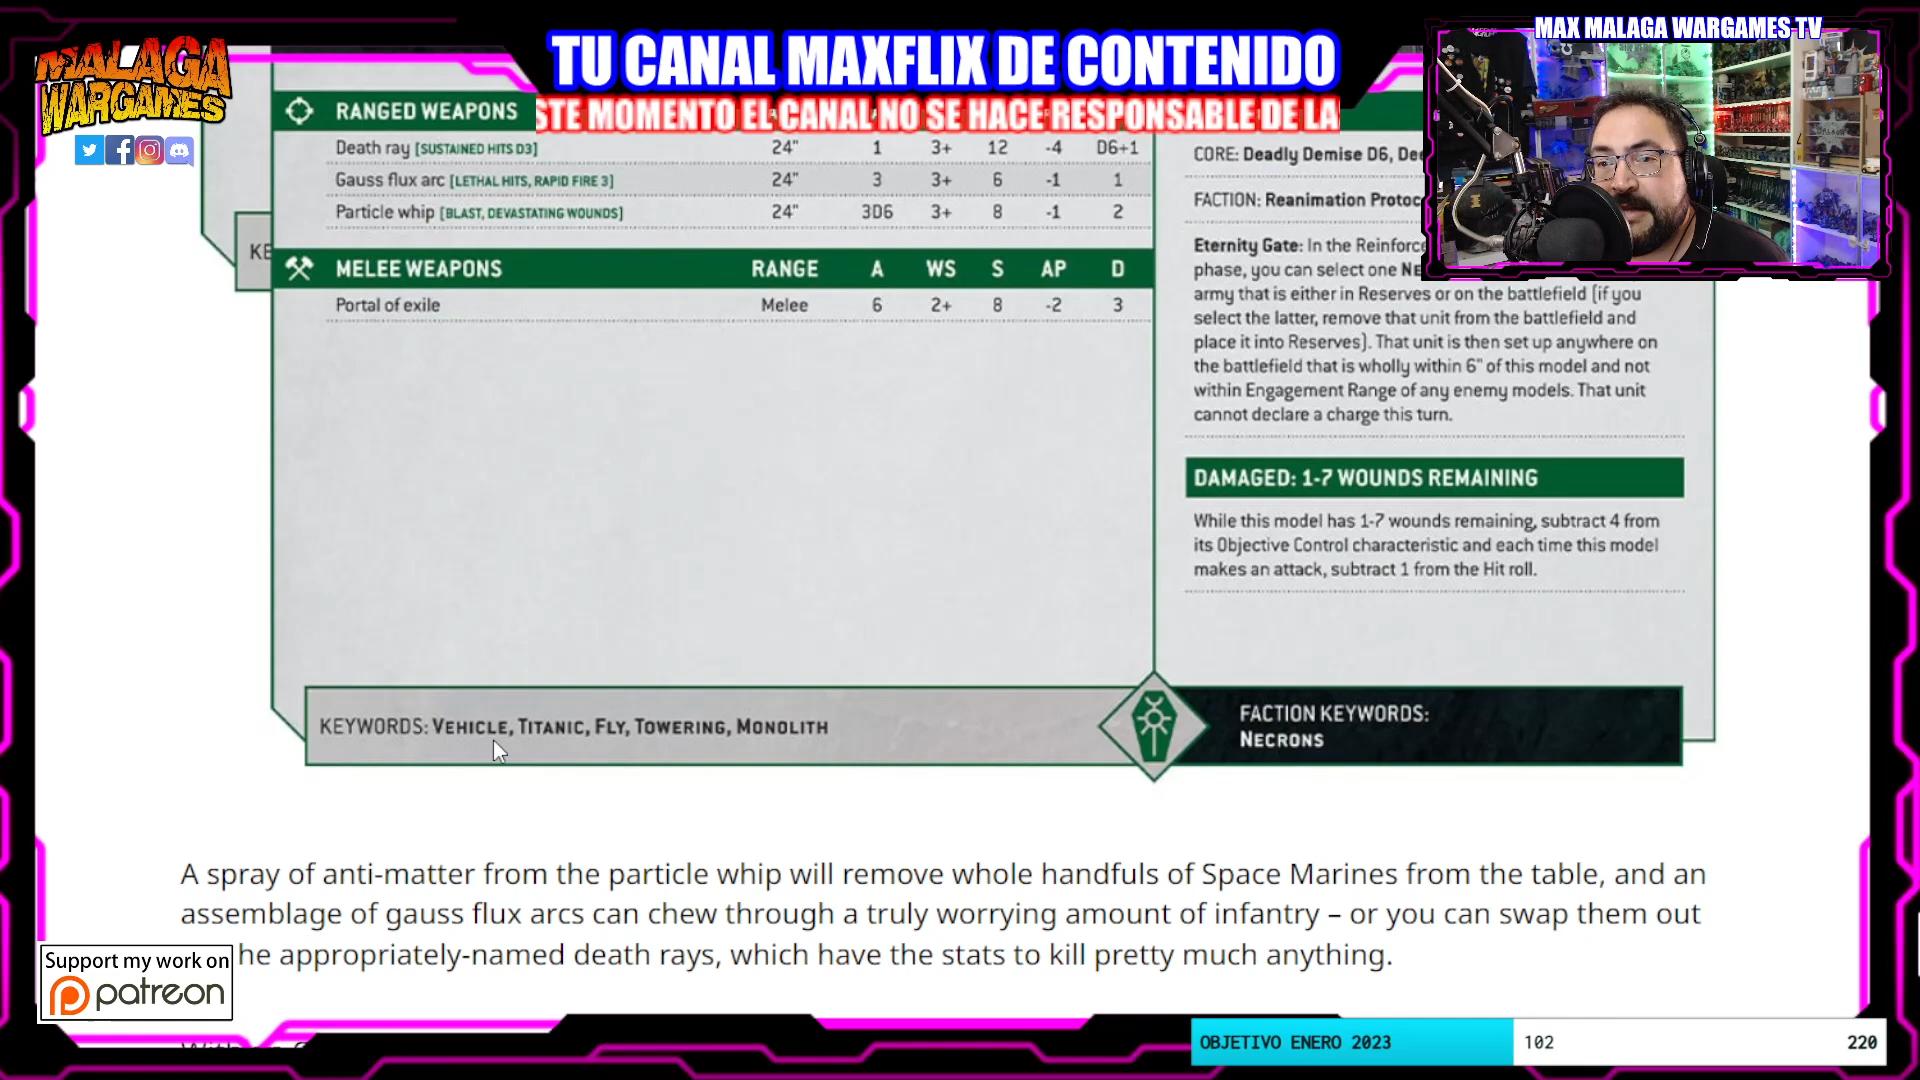 MALAGA
WARGAMES
TU CANAL MAXFLIX DE CONTENIDO
STE MOMENTO EL CANAL NO SE HACE RESPONSABLE DE LA
MAX MALAGA WARGAMES TV
RANGED WEAPONS
Death ray [SUSTAINED HITS D3] 24" 1 3+ 12 -4 D6+1
Gauss flux arc [LETHAL HITS, RAPID FIRE 3] 24" 3 3+ 6 -1 1
Particle whip [BLAST, DEVASTATING WOUNDS] 24" 3D6 3+ 8 -1 2
KE
MELEE WEAPONS RANGE A WS S AP D
Portal of exile Melee 6 2+ 8 -2 3
CORE: Deadly Demise D6, Dee
FACTION: Reanimation Protoc
Eternity Gate: In the Reinforce
phase, you can select one NE
army that is either in Reserves or on the battlefield (if you
select the latter, remove that unit from the battlefield and
place it into Reserves). That unit is then set up anywhere on
the battlefield that is wholly within 6" of this model and not
within Engagement Range of any enemy models. That unit
cannot declare a charge this turn.
DAMAGED: 1-7 WOUNDS REMAINING
While this model has 1-7 wounds remaining, subtract 4 from
its Objective Control characteristic and each time this model
makes an attack, subtract 1 from the Hit roll.
KEYWORDS: VEHICLE, TITANIC, FLY, TOWERING, MONOLITH
FACTION KEYWORDS:
NECRONS
A spray of anti-matter from the particle whip will remove whole handfuls of Space Marines from the table, and an
assemblage of gauss flux arcs can chew through a truly worrying amount of infantry – or you can swap them out
he appropriately-named death rays, which have the stats to kill pretty much anything.
Support my work on
patreon
OBJETIVO ENERO 2023 102 220